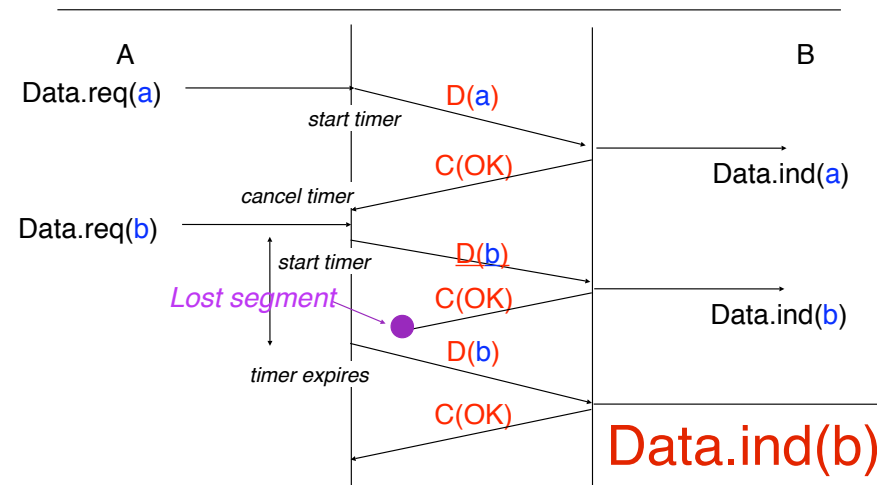 A
B
Data.req(a)
D(a)
start timer
C(OK)
Data.ind(a)
cancel timer
Data.req(b)
D(b)
start timer
C(OK)
Lost segment
Data.ind(b)
D(b)
timer expires
C(OK)
Data.ind(b)